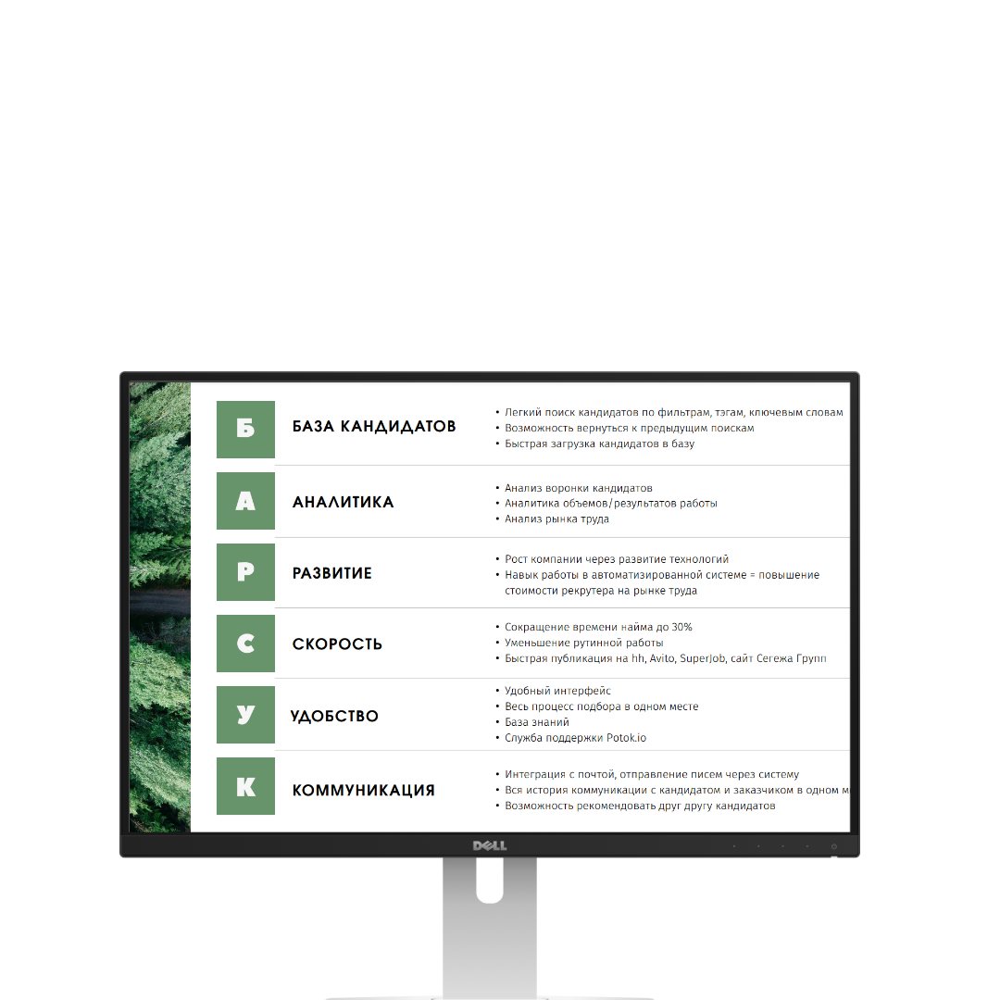 Б
БАЗА КАНДИДАТОВ
• Легкий поиск кандидатов по фильтрам, тэгам, ключевым словам
• Возможность вернуться к предыдущим поискам
• Быстрая загрузка кандидатов в базу
А
АНАЛИТИКА
• Анализ воронки кандидатов
• Аналитика объемов/результатов работы
• Анализ рынка труда
Р
РАЗВИТИЕ
• Рост компании через развитие технологий
• Навык работы в автоматизированной системе = повышение
стоимости рекрутера на рынке труда
С
СКОРОСТЬ
• Сокращение времени найма до 30%
• Уменьшение рутинной работы
• Быстрая публикация на hh, Avito, SuperJob, сайт Сегежа Групп
У
УДОБСТВО
• Удобный интерфейс
• Весь процесс подбора в одном месте
• База знаний
• Служба поддержки Potok.io
К
КОММУНИКАЦИЯ
• Интеграция с почтой, отправление писем через систему
• Вся история коммуникации с кандидатом и заказчиком в одном
• Возможность рекомендовать друг другу кандидатов
DELL